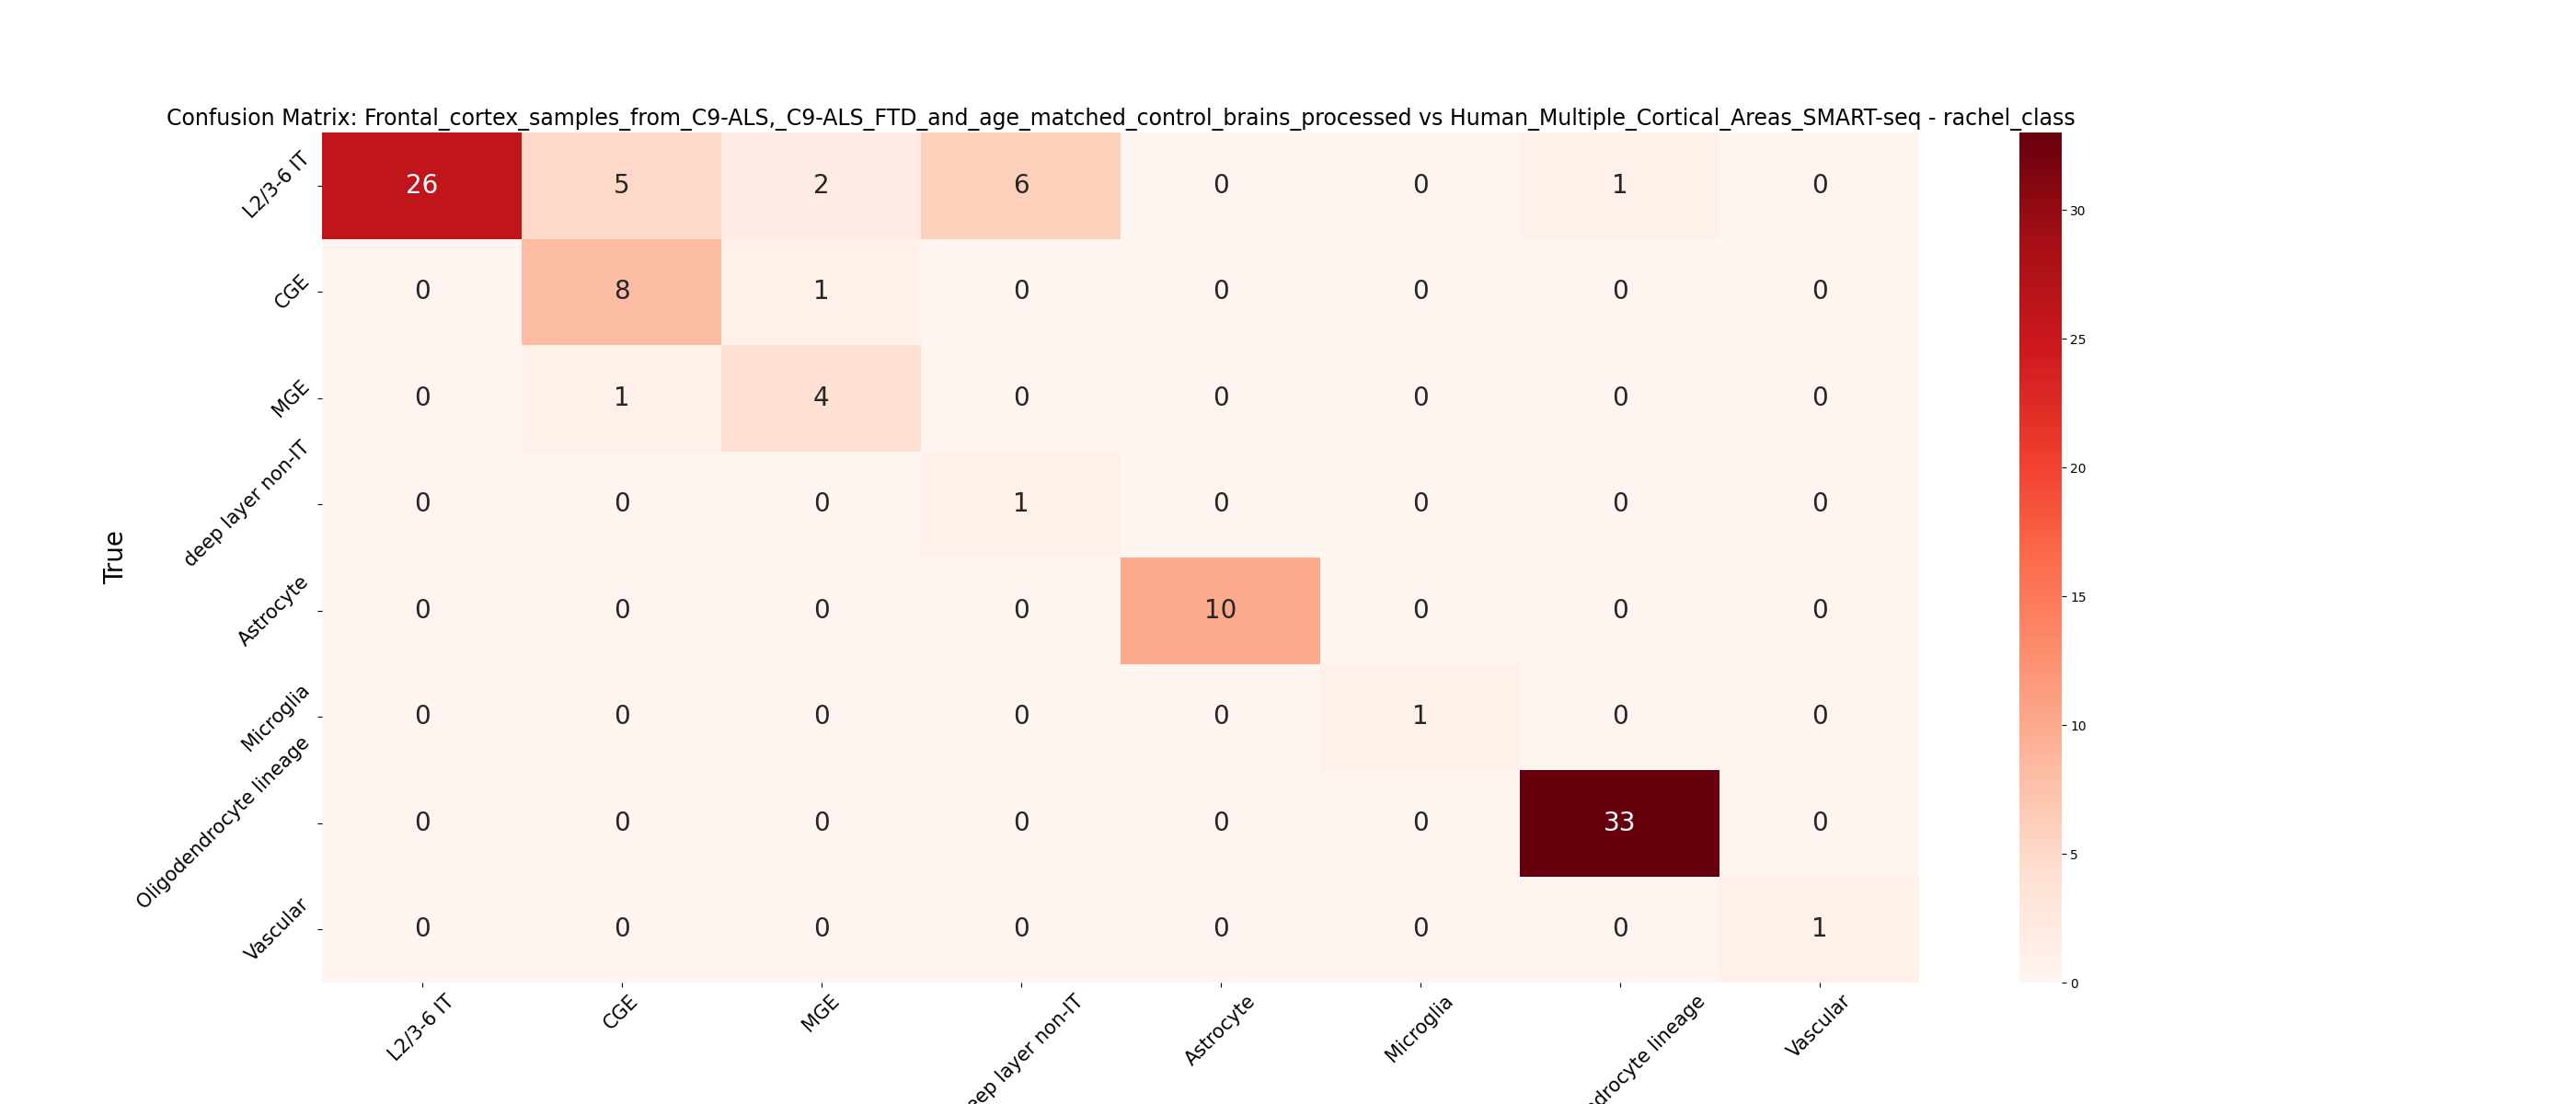 Confusion Matrix: Frontal_cortex_samples_from_C9-ALS,_C9-ALS_FTD_and_age_matched_control_brains_processed vs Human_Multiple_Cortical_Areas_SMART-seq - rachel_class
True
L2/3-6 IT 26 5 2 6 0 0 1 0
CGE 0 8 1 0 0 0 0 0
MGE 0 1 4 0 0 0 0 0
deep layer non-IT 0 0 0 1 0 0 0 0
Astrocyte 0 0 0 0 10 0 0 0
Microglia 0 0 0 0 0 1 0 0
Oligodendrocyte lineage 0 0 0 0 0 0 33 0
Vascular 0 0 0 0 0 0 0 1
L2/3-6 IT CGE MGE layer non-IT Astrocyte Microglia lineage Vascular
30
25
20
15
10
5
0